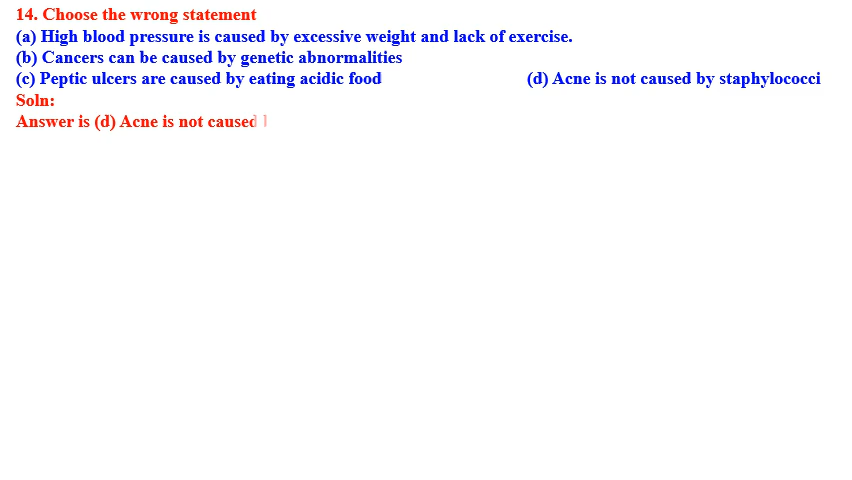 14. Choose the wrong statement
(a) High blood pressure is caused by excessive weight and lack of exercise.
(b) Cancers can be caused by genetic abnormalities
(c) Peptic ulcers are caused by eating acidic food (d) Acne is not caused by staphylococci
Soln:
Answer is (d) Acne is not caused